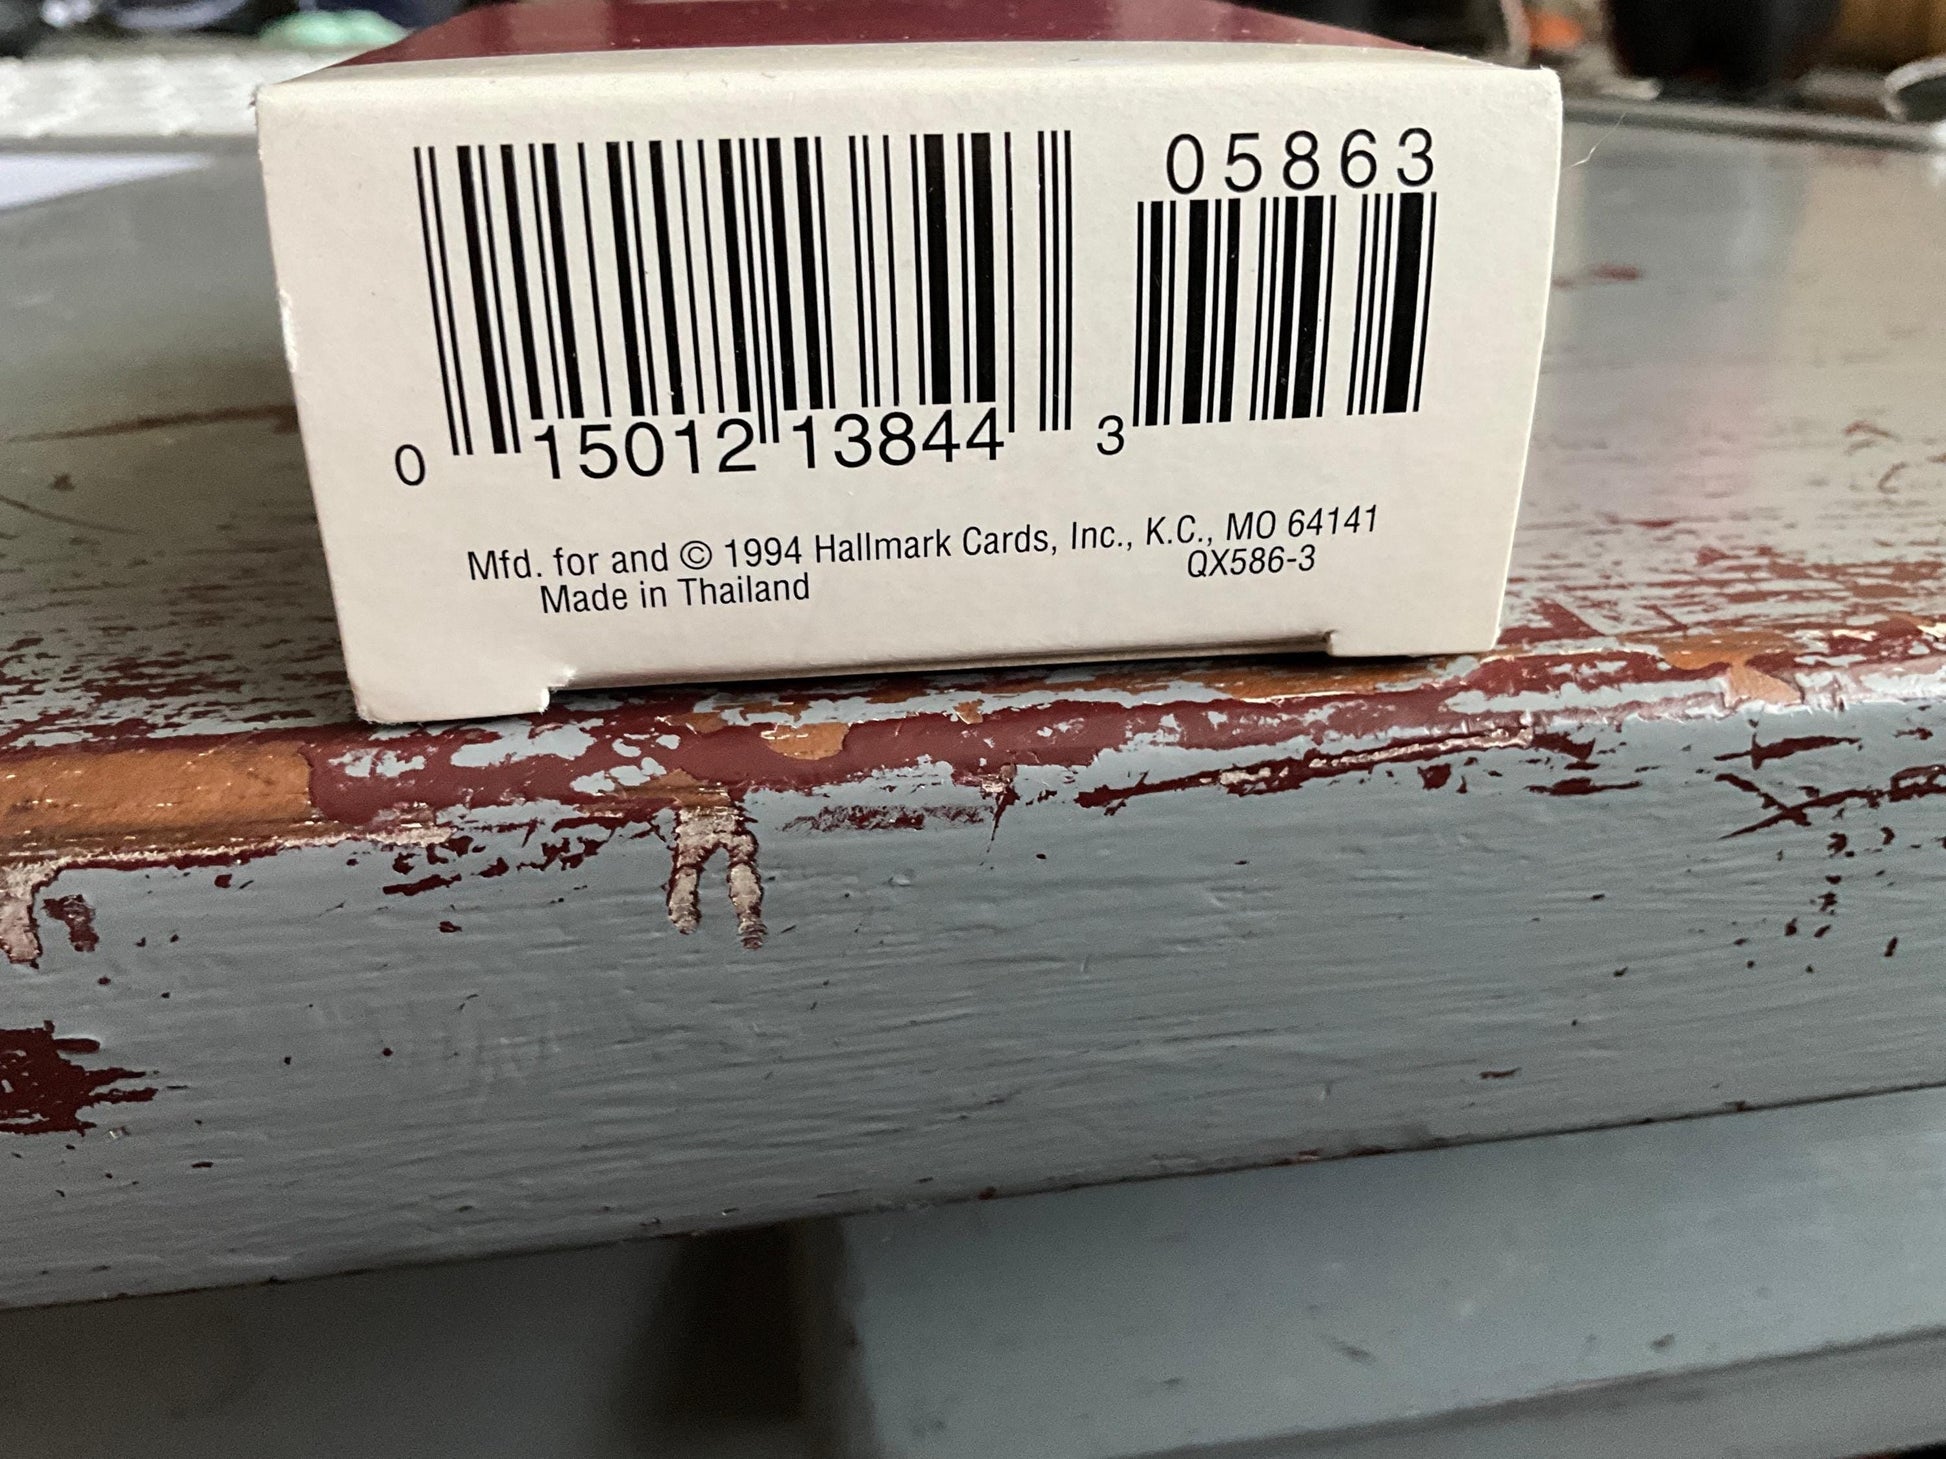 05863
0 15012 13844 3
Mfd. for and © 1994 Hallmark Cards, Inc., K.C., MO 64141
Made in Thailand QX586-3